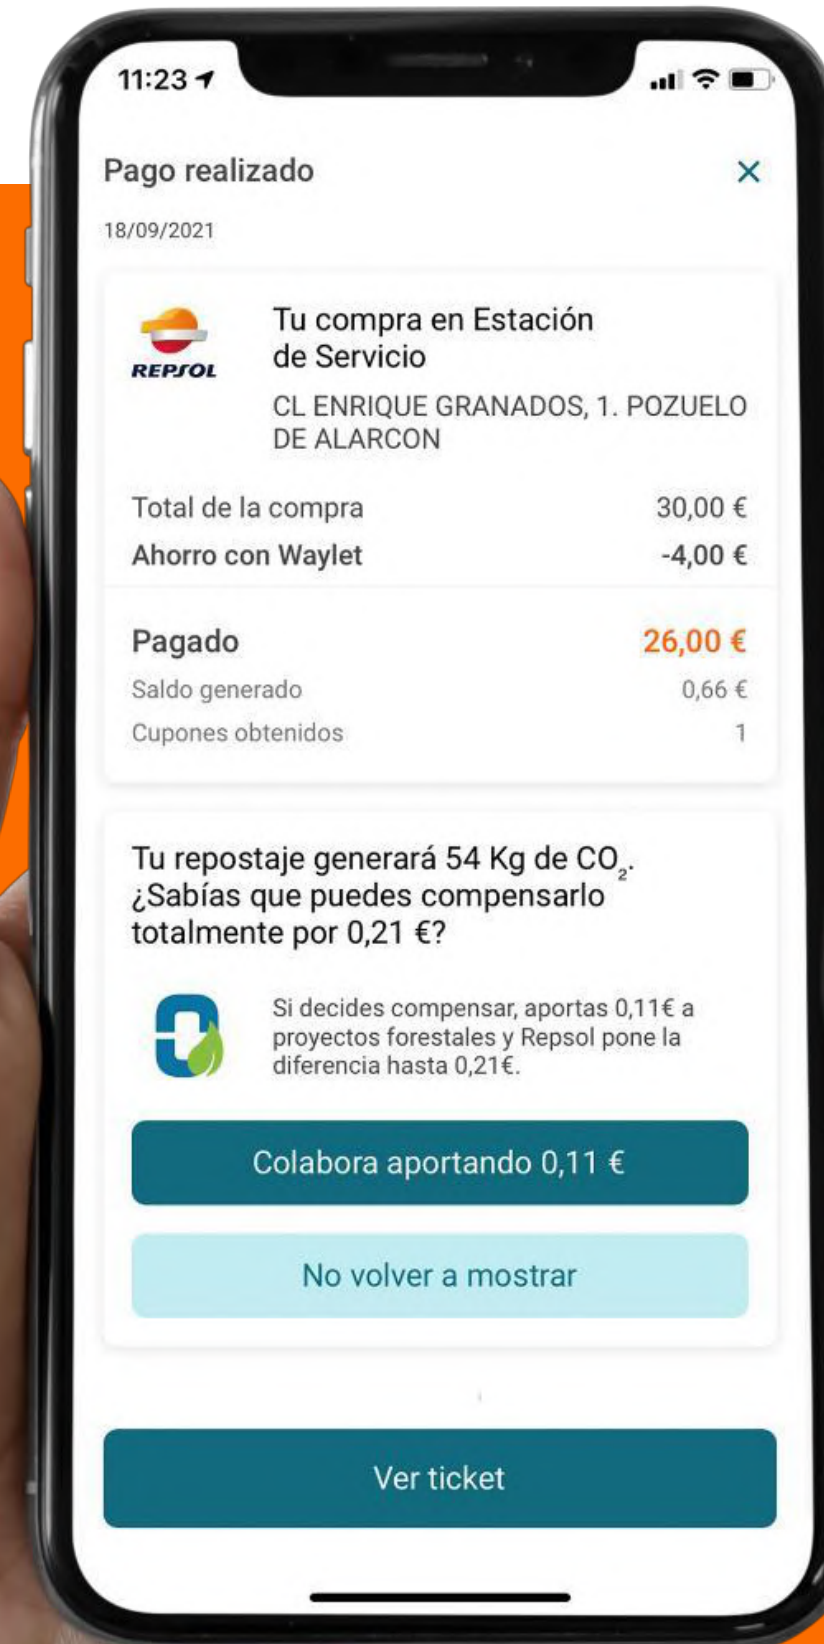 11:23
Pago realizado
18/09/2021
REPSOL
Tu compra en Estación
de Servicio
CL ENRIQUE GRANADOS, 1. POZUELO
DE ALARCON
Total de la compra 30,00 €
Ahorro con Waylet -4,00 €
Pagado 26,00 €
Saldo generado 0,66 €
Cupones obtenidos 1
Tu repostaje generará 54 Kg de CO₂.
¿Sabías que puedes compensarlo
totalmente por 0,21 €?
Si decides compensar, aportas 0,11€ a
proyectos forestales y Repsol pone la
diferencia hasta 0,21€.
Colabora aportando 0,11 €
No volver a mostrar
Ver ticket